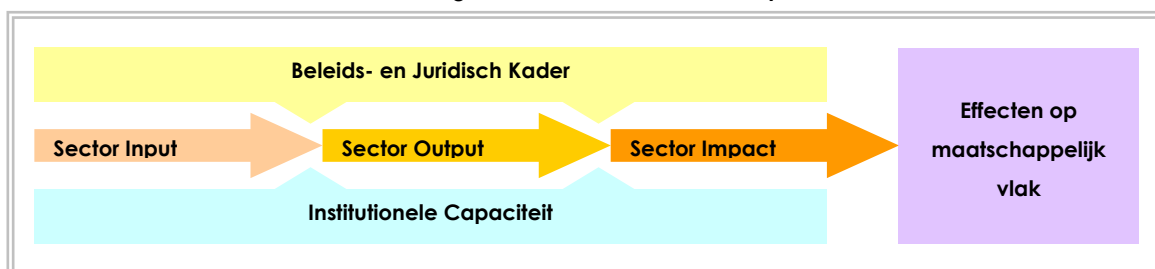 Beleids- en Juridisch Kader
Sector Input
Sector Output
Sector Impact
Institutionele Capaciteit
Effecten op
maatschappelijk
vlak